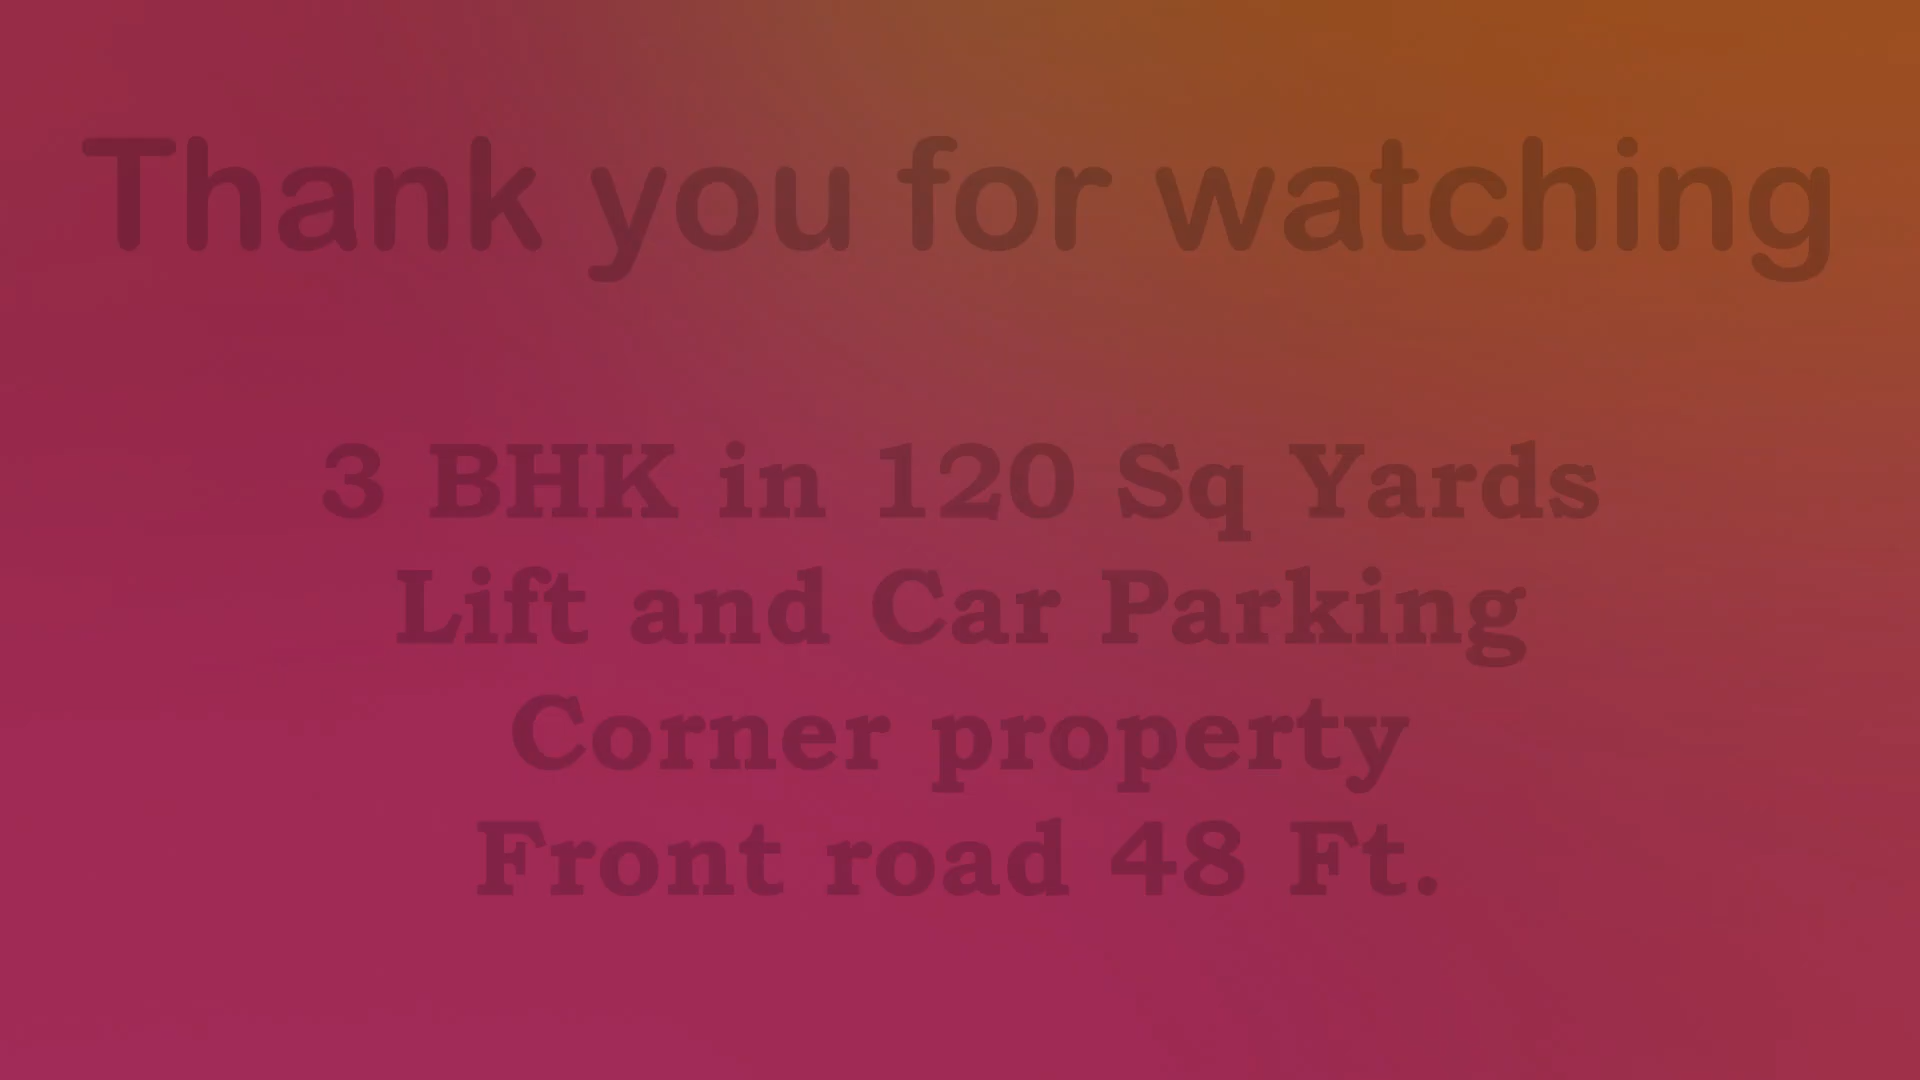 Thank you for watching
3 BHK in 120 Sq Yards
Lift and Car Parking
Corner property
Front road 48 Ft.